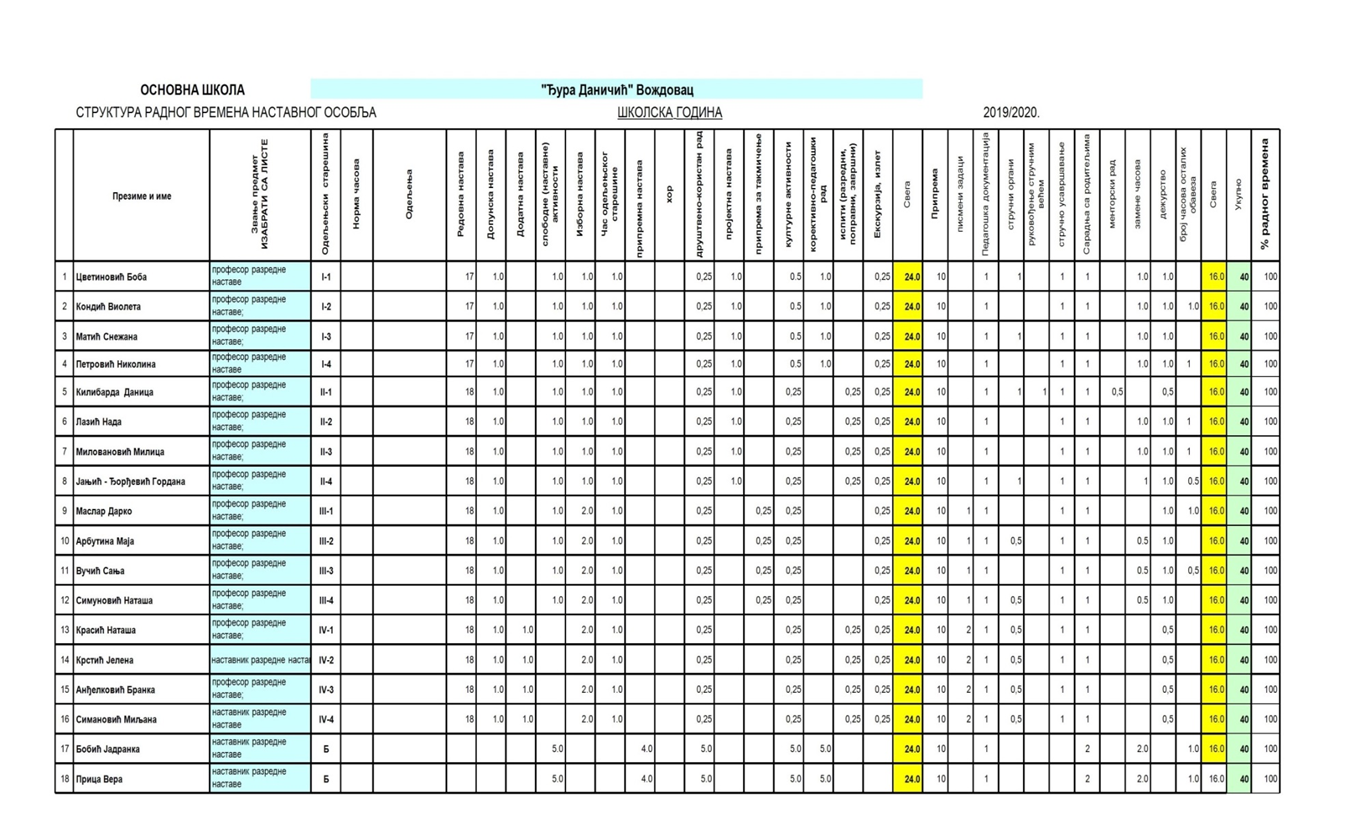 ОСНОВНА ШКОЛА "Ђура Даничић" Вождовац
СТРУКТУРА РАДНОГ ВРЕМЕНА НАСТАВНОГ ОСОБЉА ШКОЛСКА ГОДИНА 2019/2020.
Презиме и име
Звање предмет
ИЗАБРАТИ СА ЛИСТЕ
Одељењски старешина
Норма часова
Одељења
Редовна настава
Допунска настава
Додатна настава
слободне (наставне)
активности
Изборна настава
Час одељенског
старешине
припремна настава
хор
друштвено-користан рад
пројектна настава
припрема за такмичење
културне активности
корективно-педагошки
рад
испити (разредни,
поправни, завршни)
Екскурзија, излет
Свега
Припрема
писмени задаци
Педагошка документација
стручни органи
руковођење стручним
већем
стручно усавршавање
Сарадња са родитељима
менторски рад
замене часова
дежурство
број часова осталих
обавеза
Свега
Укупно
% радног времена
1 Цветиновић Боба професор разредне наставе I-1 17 1.0 1.0 1.0 1.0 0,25 1.0 0.5 1.0 0,25 24.0 10 1 1 1 1 1.0 1.0 16.0 40 100
2 Кондић Виолета професор разредне наставе; I-2 17 1.0 1.0 1.0 1.0 0,25 1.0 0.5 1.0 0,25 24.0 10 1 1 1 1.0 1.0 1.0 16.0 40 100
3 Матић Снежана професор разредне наставе; I-3 17 1.0 1.0 1.0 1.0 0,25 1.0 0.5 1.0 0,25 24.0 10 1 1 1 1 1.0 1.0 16.0 40 100
4 Петровић Николина професор разредне наставе I-4 17 1.0 1.0 1.0 1.0 0,25 1.0 0.5 1.0 0,25 24.0 10 1 1 1 1.0 1.0 1 16.0 40 100
5 Килибарда Даница професор разредне наставе; II-1 18 1.0 1.0 1.0 1.0 0,25 1.0 0,25 0,25 0,25 24.0 10 1 1 1 1 1 0,5 0,5 16.0 40 100
6 Лазић Нада професор разредне наставе; II-2 18 1.0 1.0 1.0 1.0 0,25 1.0 0,25 0,25 0,25 24.0 10 1 1 1 1.0 1.0 1 16.0 40 100
7 Миловановић Милица професор разредне наставе; II-3 18 1.0 1.0 1.0 1.0 0,25 1.0 0,25 0,25 0,25 24.0 10 1 1 1 1.0 1.0 1 16.0 40 100
8 Јањић - Ђорђевић Гордана професор разредне наставе; II-4 18 1.0 1.0 1.0 1.0 0,25 1.0 0,25 0,25 0,25 24.0 10 1 1 1 1 1 1.0 0.5 16.0 40 100
9 Маслар Дарко професор разредне наставе; III-1 18 1.0 1.0 2.0 1.0 0,25 0,25 0,25 0,25 24.0 10 1 1 1 1 1.0 1.0 16.0 40 100
10 Арбутина Маја професор разредне наставе; III-2 18 1.0 1.0 2.0 1.0 0,25 0,25 0,25 0,25 24.0 10 1 1 0,5 1 1 0.5 1.0 16.0 40 100
11 Вучић Сања професор разредне наставе; III-3 18 1.0 1.0 2.0 1.0 0,25 0,25 0,25 0,25 24.0 10 1 1 1 1 0.5 1.0 0,5 16.0 40 100
12 Симуновић Наташа професор разредне наставе; III-4 18 1.0 1.0 2.0 1.0 0,25 0,25 0,25 0,25 24.0 10 1 1 0,5 1 1 0.5 1.0 16.0 40 100
13 Красић Наташа професор разредне наставе; IV-1 18 1.0 1.0 2.0 1.0 0,25 0,25 0,25 0,25 24.0 10 2 1 0,5 1 1 0,5 16.0 40 100
14 Крстић Јелена наставник разредне наста IV-2 18 1.0 1.0 2.0 1.0 0,25 0,25 0,25 0,25 24.0 10 2 1 0,5 1 1 0,5 16.0 40 100
15 Анђелковић Бранка професор разредне наставе; IV-3 18 1.0 1.0 2.0 1.0 0,25 0,25 0,25 0,25 24.0 10 2 1 0,5 1 1 0,5 16.0 40 100
16 Симановић Миљана наставник разредне наставе IV-4 18 1.0 1.0 2.0 1.0 0,25 0,25 0,25 0,25 24.0 10 2 1 0,5 1 1 0,5 16.0 40 100
17 Бобић Јадранка наставник разредне наставе Б 5.0 4.0 5.0 5.0 5.0 24.0 10 1 2 2.0 1.0 16.0 40 100
18 Прица Вера наставник разредне наставе Б 5.0 4.0 5.0 5.0 5.0 24.0 10 1 2 2.0 1.0 16.0 40 100